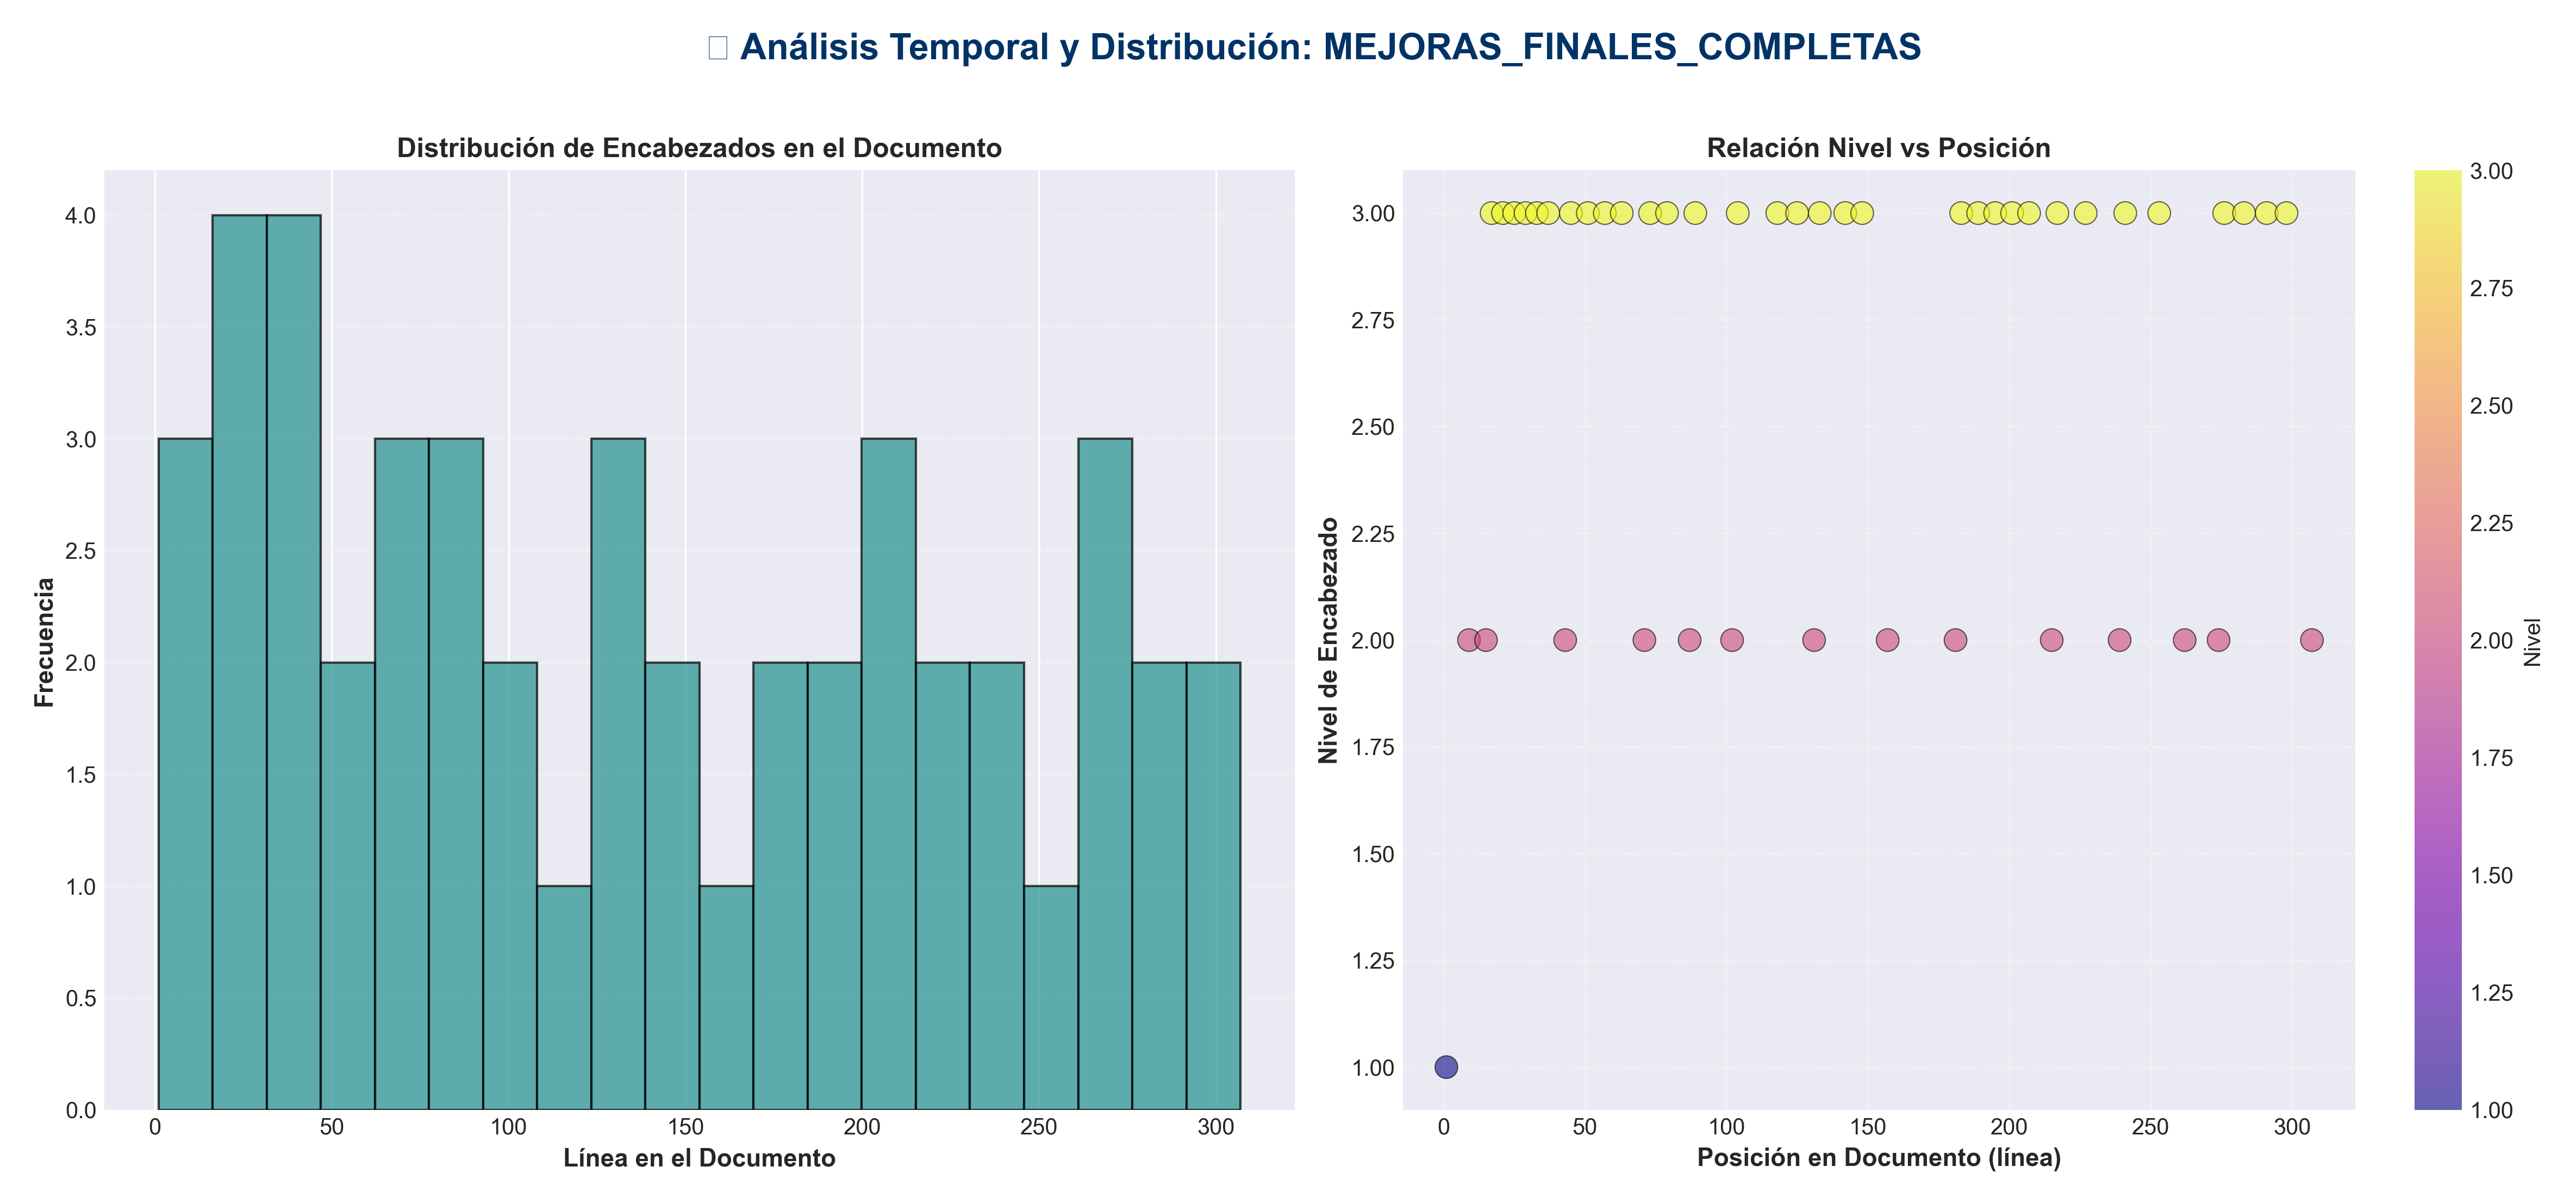 Análisis Temporal y Distribución: MEJORAS_FINALES_COMPLETAS
Distribución de Encabezados en el Documento
Frecuencia
4.0
3.5
3.0
2.5
2.0
1.5
1.0
0.5
0.0
0 50 100 150 200 250 300
Línea en el Documento
Relación Nivel vs Posición
Nivel de Encabezado
3.00
2.75
2.50
2.25
2.00
1.75
1.50
1.25
1.00
0 50 100 150 200 250 300
Posición en Documento (línea)
3.00
2.75
2.50
2.25
2.00
1.75
1.50
1.25
1.00
Nivel